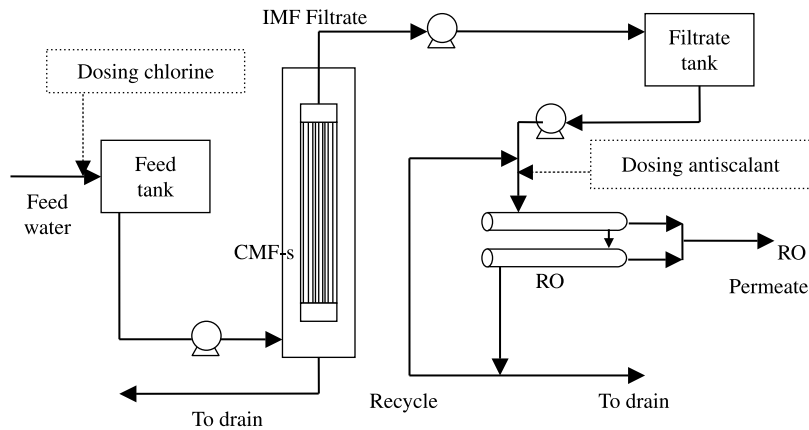 IMF Filtrate
Filtrate
tank
Dosing chlorine
Feed
tank
Dosing antiscalant
Feed
water
CMF-s
RO
RO
Permeate
Recycle
To drain
To drain